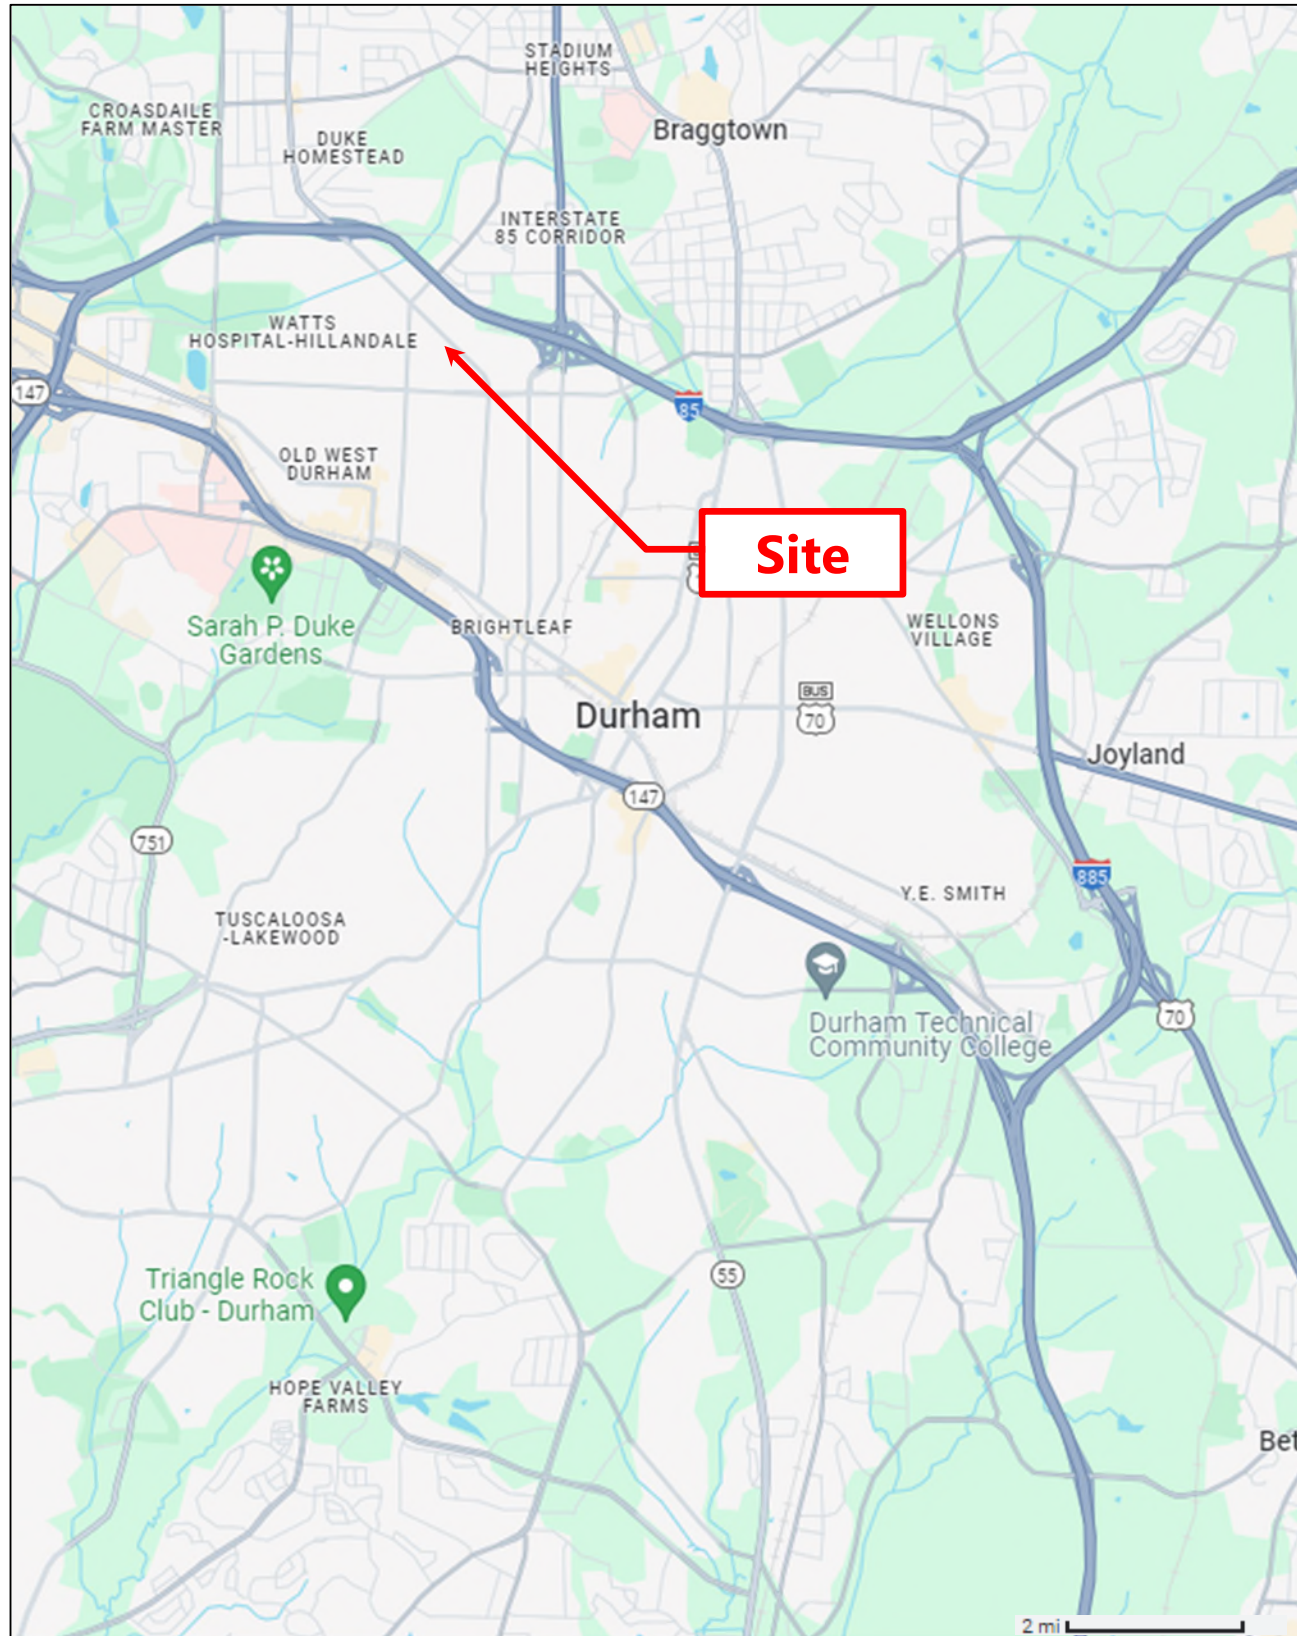 STADIUM
HEIGHTS
CROASDAILE
FARM MASTER
Braggtown
DUKE
HOMESTEAD
INTERSTATE
85 CORRIDOR
WATTS
HOSPITAL-HILLANDALE
147
85
OLD WEST
DURHAM
Site
Sarah P. Duke
Gardens
BRIGHTLEAF
WELLONS
VILLAGE
BUS
70
Durham
Joyland
147
751
885
Y.E. SMITH
TUSCALOOSA
-LAKEWOOD
70
Durham Technical
Community College
55
Triangle Rock
Club - Durham
HOPE VALLEY
FARMS
Bet
2 mi